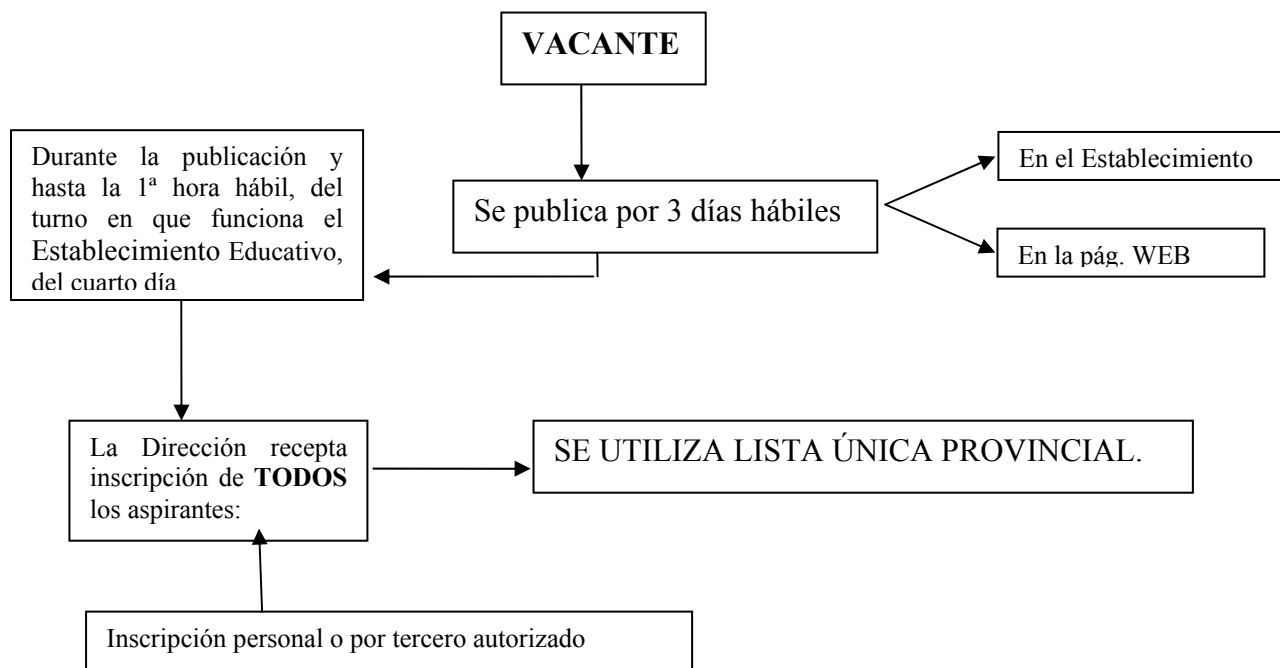 VACANTE
Durante la publicación y
hasta la 1ª hora hábil, del
turno en que funciona el
Establecimiento Educativo,
del cuarto día
Se publica por 3 días hábiles
En el Establecimiento
En la pág. WEB
La Dirección recepta
inscripción de TODOS
los aspirantes:
SE UTILIZA LISTA ÚNICA PROVINCIAL.
Inscripción personal o por tercero autorizado